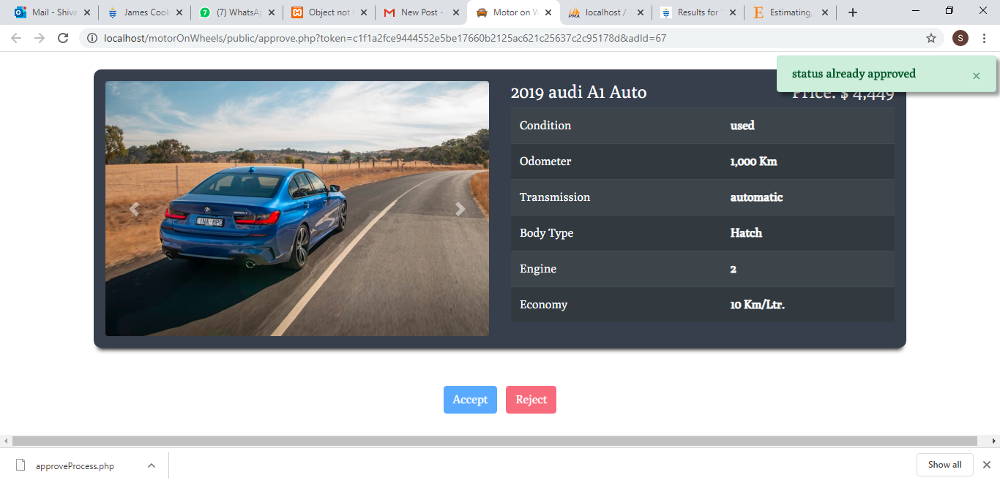 Mail - Shiva
James Cook
(7) WhatsAp
Object not f
New Post -
Motor on W
localhost /
Results for
Estimating,
localhost/motorOnWheels/public/approve.php?token=c1f1a2fce9444552e5be17660b2125ac621c25637c2c95178d&adId=67
S
status already approved ×
2019 audi A1 Auto
Price: $ 4,449
Condition used
Odometer 1,000 Km
Transmission automatic
Body Type Hatch
Engine 2
Economy 10 Km/Ltr.
Accept Reject
approveProcess.php
Show all